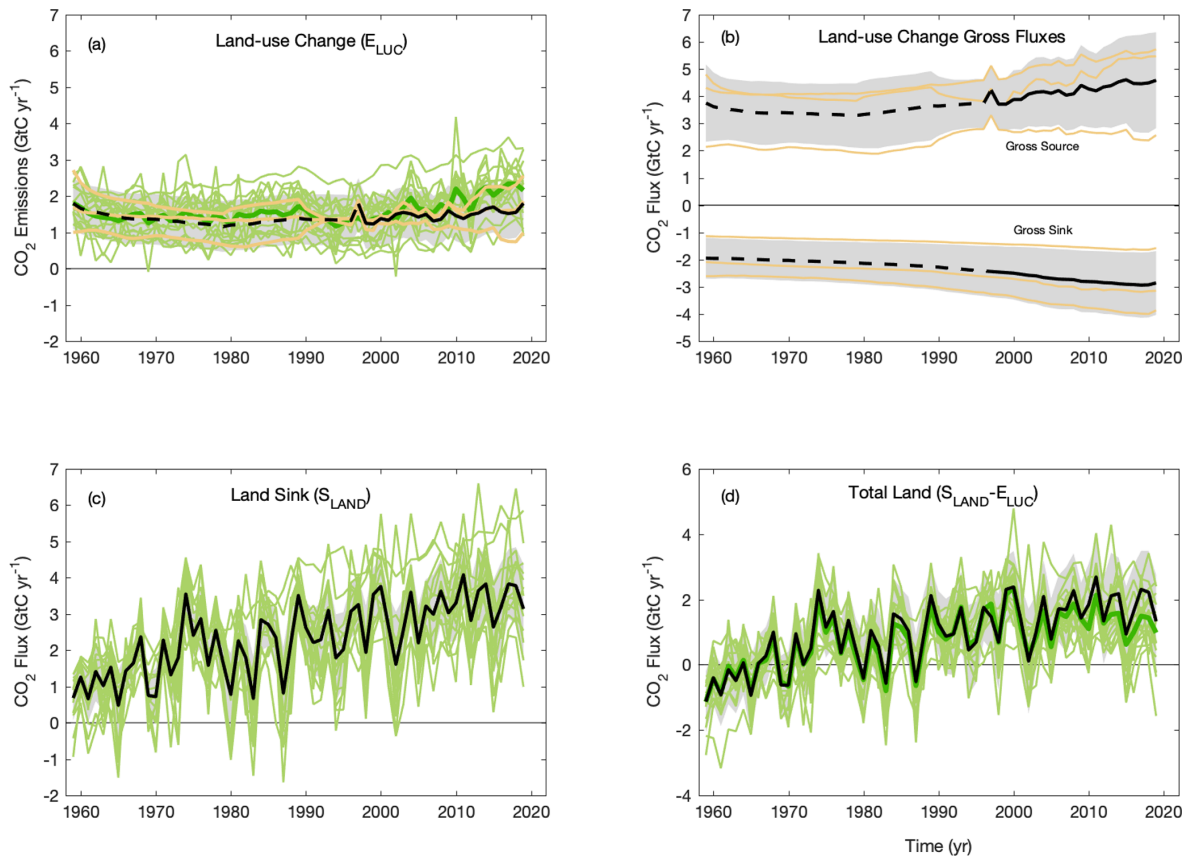 (a)
Land-use Change (E_LUC)
CO2 Emissions (GtC yr-1)
7
6
5
4
3
2
1
0
1
2
1960 1970 1980 1990 2000 2010 2020
(b)
Land-use Change Gross Fluxes
CO2 Flux (GtC yr-1)
7
6
5
4
3
2
1
0
-1
-2
-3
-4
-5
Gross Source
Gross Sink
1960 1970 1980 1990 2000 2010 2020
(c)
Land Sink (S_LAND)
CO2 Flux (GtC yr-1)
7
6
5
4
3
2
1
0
1
2
1960 1970 1980 1990 2000 2010 2020
(d)
Total Land (S_LAND-E_LUC)
CO2 Flux (GtC yr-1)
6
4
2
0
-2
-4
1960 1970 1980 1990 2000 2010 2020
Time (yr)